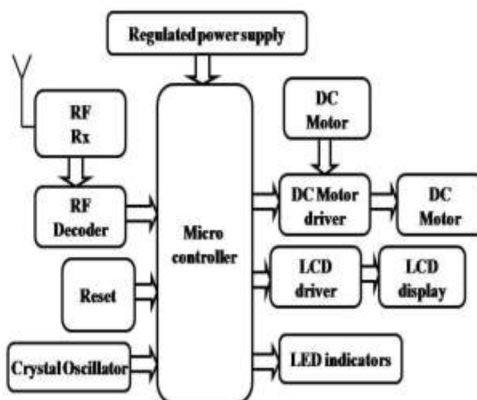 Regulated power supply
RF
Rx
DC
Motor
RF
Decoder
Micro
controller
DC Motor
driver
DC
Motor
Reset
LCD
driver
LCD
display
Crystal Oscillator
LED indicators